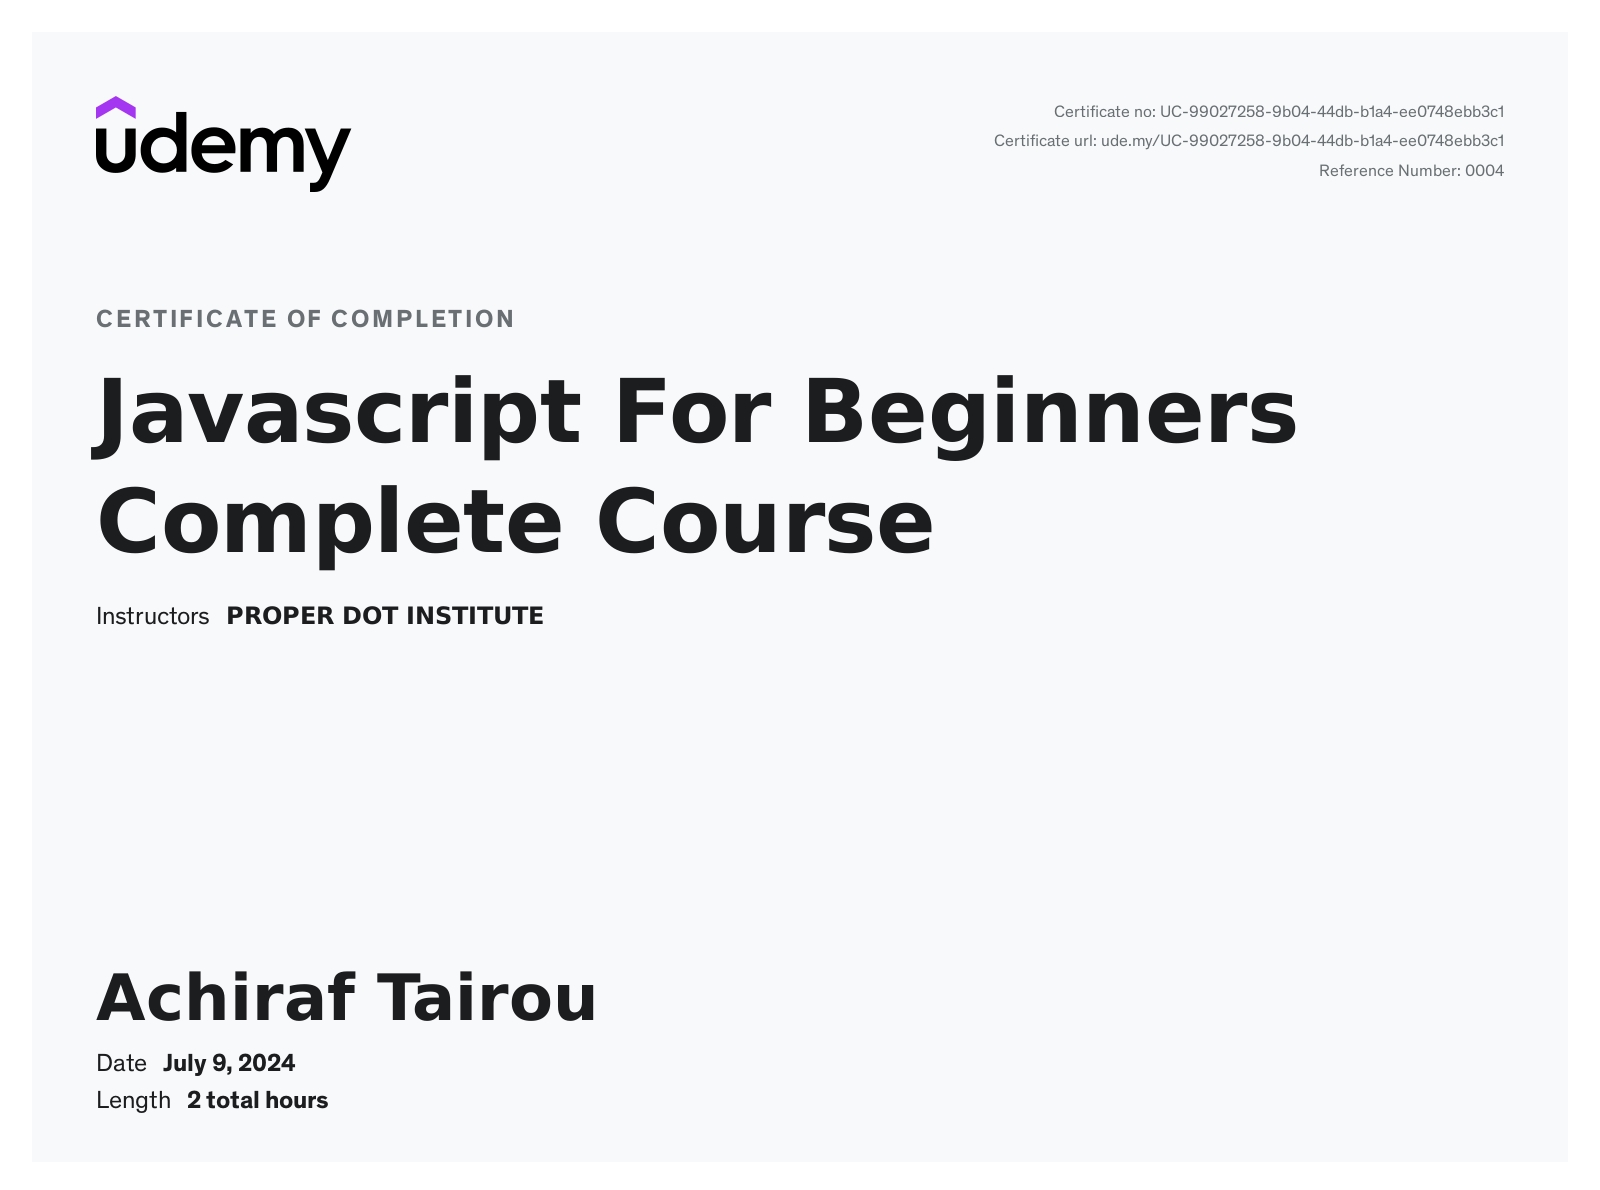 udemy
Certificate no: UC-99027258-9b04-44db-b1a4-ee0748ebb3c1
Certificate url: ude.my/UC-99027258-9b04-44db-b1a4-ee0748ebb3c1
Reference Number: 0004
CERTIFICATE OF COMPLETION
Javascript For Beginners
Complete Course
Instructors PROPER DOT INSTITUTE
Achiraf Tairou
Date July 9, 2024
Length 2 total hours